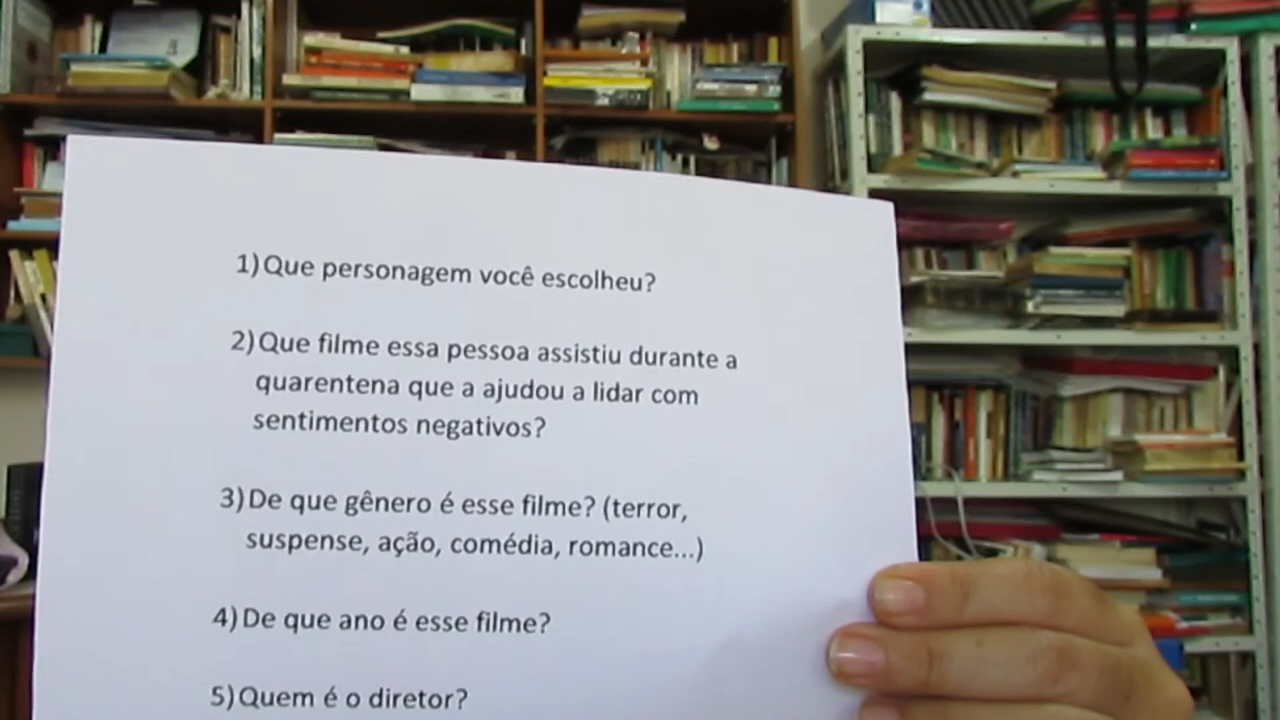 1) Que personagem você escolheu?
2) Que filme essa pessoa assistiu durante a
quarentena que a ajudou a lidar com
sentimentos negativos?
3) De que gênero é esse filme? (terror,
suspense, ação, comédia, romance...)
4) De que ano é esse filme?
5) Quem é o diretor?